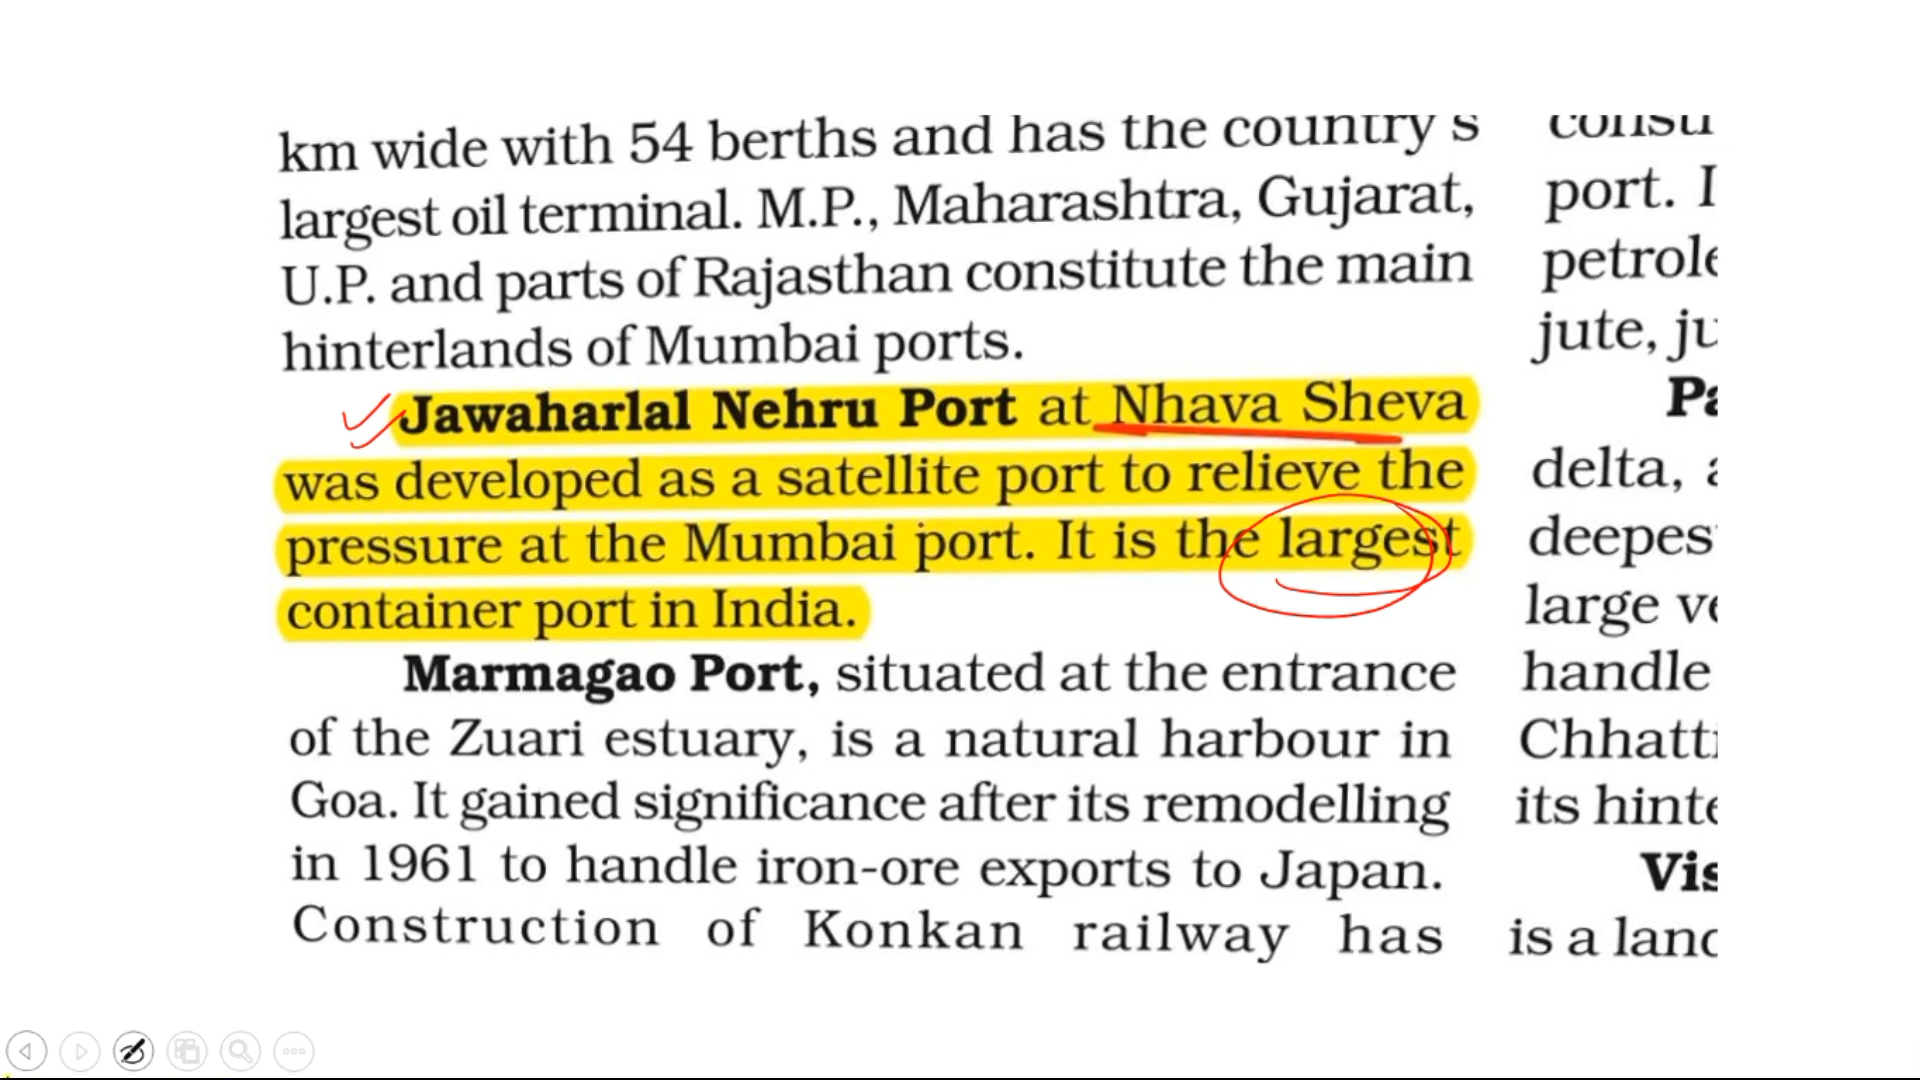 km wide with 54 berths and has the country's
largest oil terminal. M.P., Maharashtra, Gujarat,
U.P. and parts of Rajasthan constitute the main
hinterlands of Mumbai ports.
Jawaharlal Nehru Port at Nhava Sheva
was developed as a satellite port to relieve the
pressure at the Mumbai port. It is the largest
container port in India.
Marmagao Port, situated at the entrance
of the Zuari estuary, is a natural harbour in
Goa. It gained significance after its remodelling
in 1961 to handle iron-ore exports to Japan.
Construction of Konkan railway has
port. I
jute, ju
delta,
large
handle
its
is a